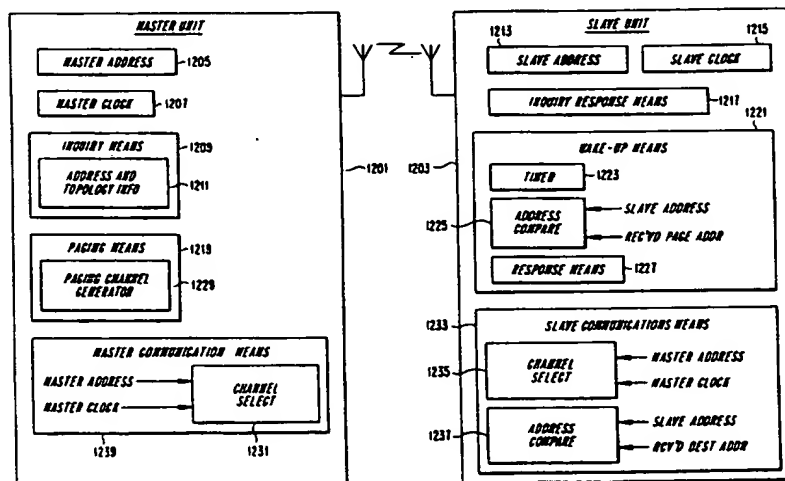 MASTER UNIT
MASTER ADDRESS
1205
MASTER CLOCK
1207
INQUIRY MEANS
1209
ADDRESS AND
TOPOLOGY INFO
1211
1201
PAGING MEANS
1219
PAGING CHANNEL
GENERATOR
1229
MASTER COMMUNICATION MEANS
MASTER ADDRESS
MASTER CLOCK
CHANNEL
SELECT
1239
1231
SLAVE UNIT
1213
1215
SLAVE ADDRESS
SLAVE CLOCK
INQUIRY RESPONSE MEANS
1217
1221
1203
WAKE-UP MEANS
TIMER
1223
1225
ADDRESS
COMPARE
SLAVE ADDRESS
REC'VD PAGE ADDR
RESPONSE MEANS
1227
1233
SLAVE COMMUNICATIONS MEANS
1235
CHANNEL
SELECT
MASTER ADDRESS
MASTER CLOCK
1237
ADDRESS
COMPARE
SLAVE ADDRESS
RCV'D DEST ADDR